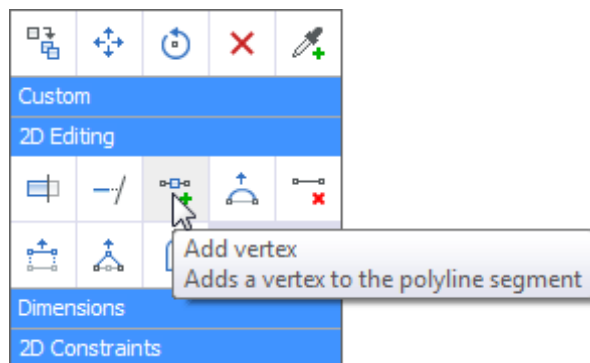 Custom
2D Editing
Add vertex
Adds a vertex to the polyline segment
Dimensions
2D Constraints